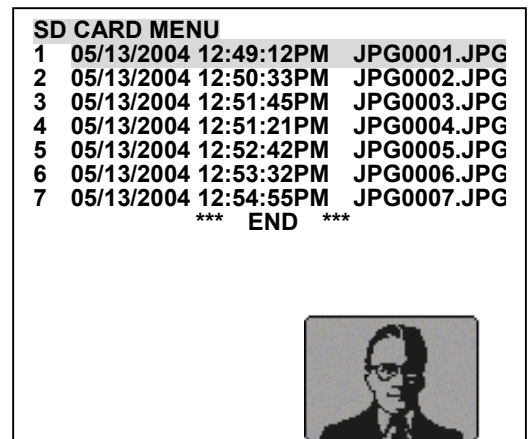 SD CARD MENU
1 05/13/2004 12:49:12PM JPG0001.JPG
2 05/13/2004 12:50:33PM JPG0002.JPG
3 05/13/2004 12:51:45PM JPG0003.JPG
4 05/13/2004 12:51:21PM JPG0004.JPG
5 05/13/2004 12:52:42PM JPG0005.JPG
6 05/13/2004 12:53:32PM JPG0006.JPG
7 05/13/2004 12:54:55PM JPG0007.JPG
*** END ***